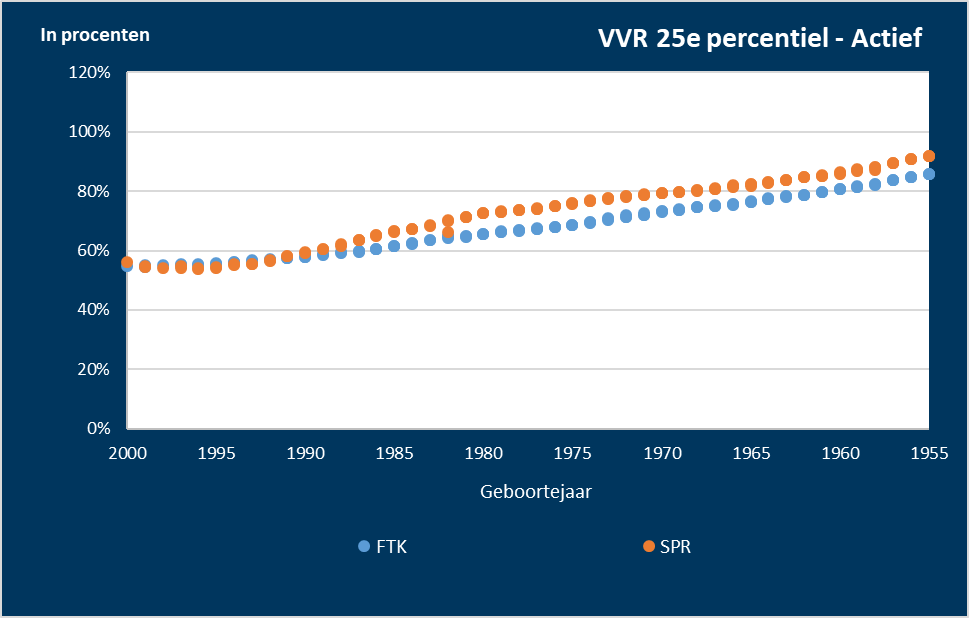 In procenten
VVR 25e percentiel - Actief
120%
100%
80%
60%
40%
20%
0%
2000 1995 1990 1985 1980 1975 1970 1965 1960 1955
Geboortejaar
FTK SPR